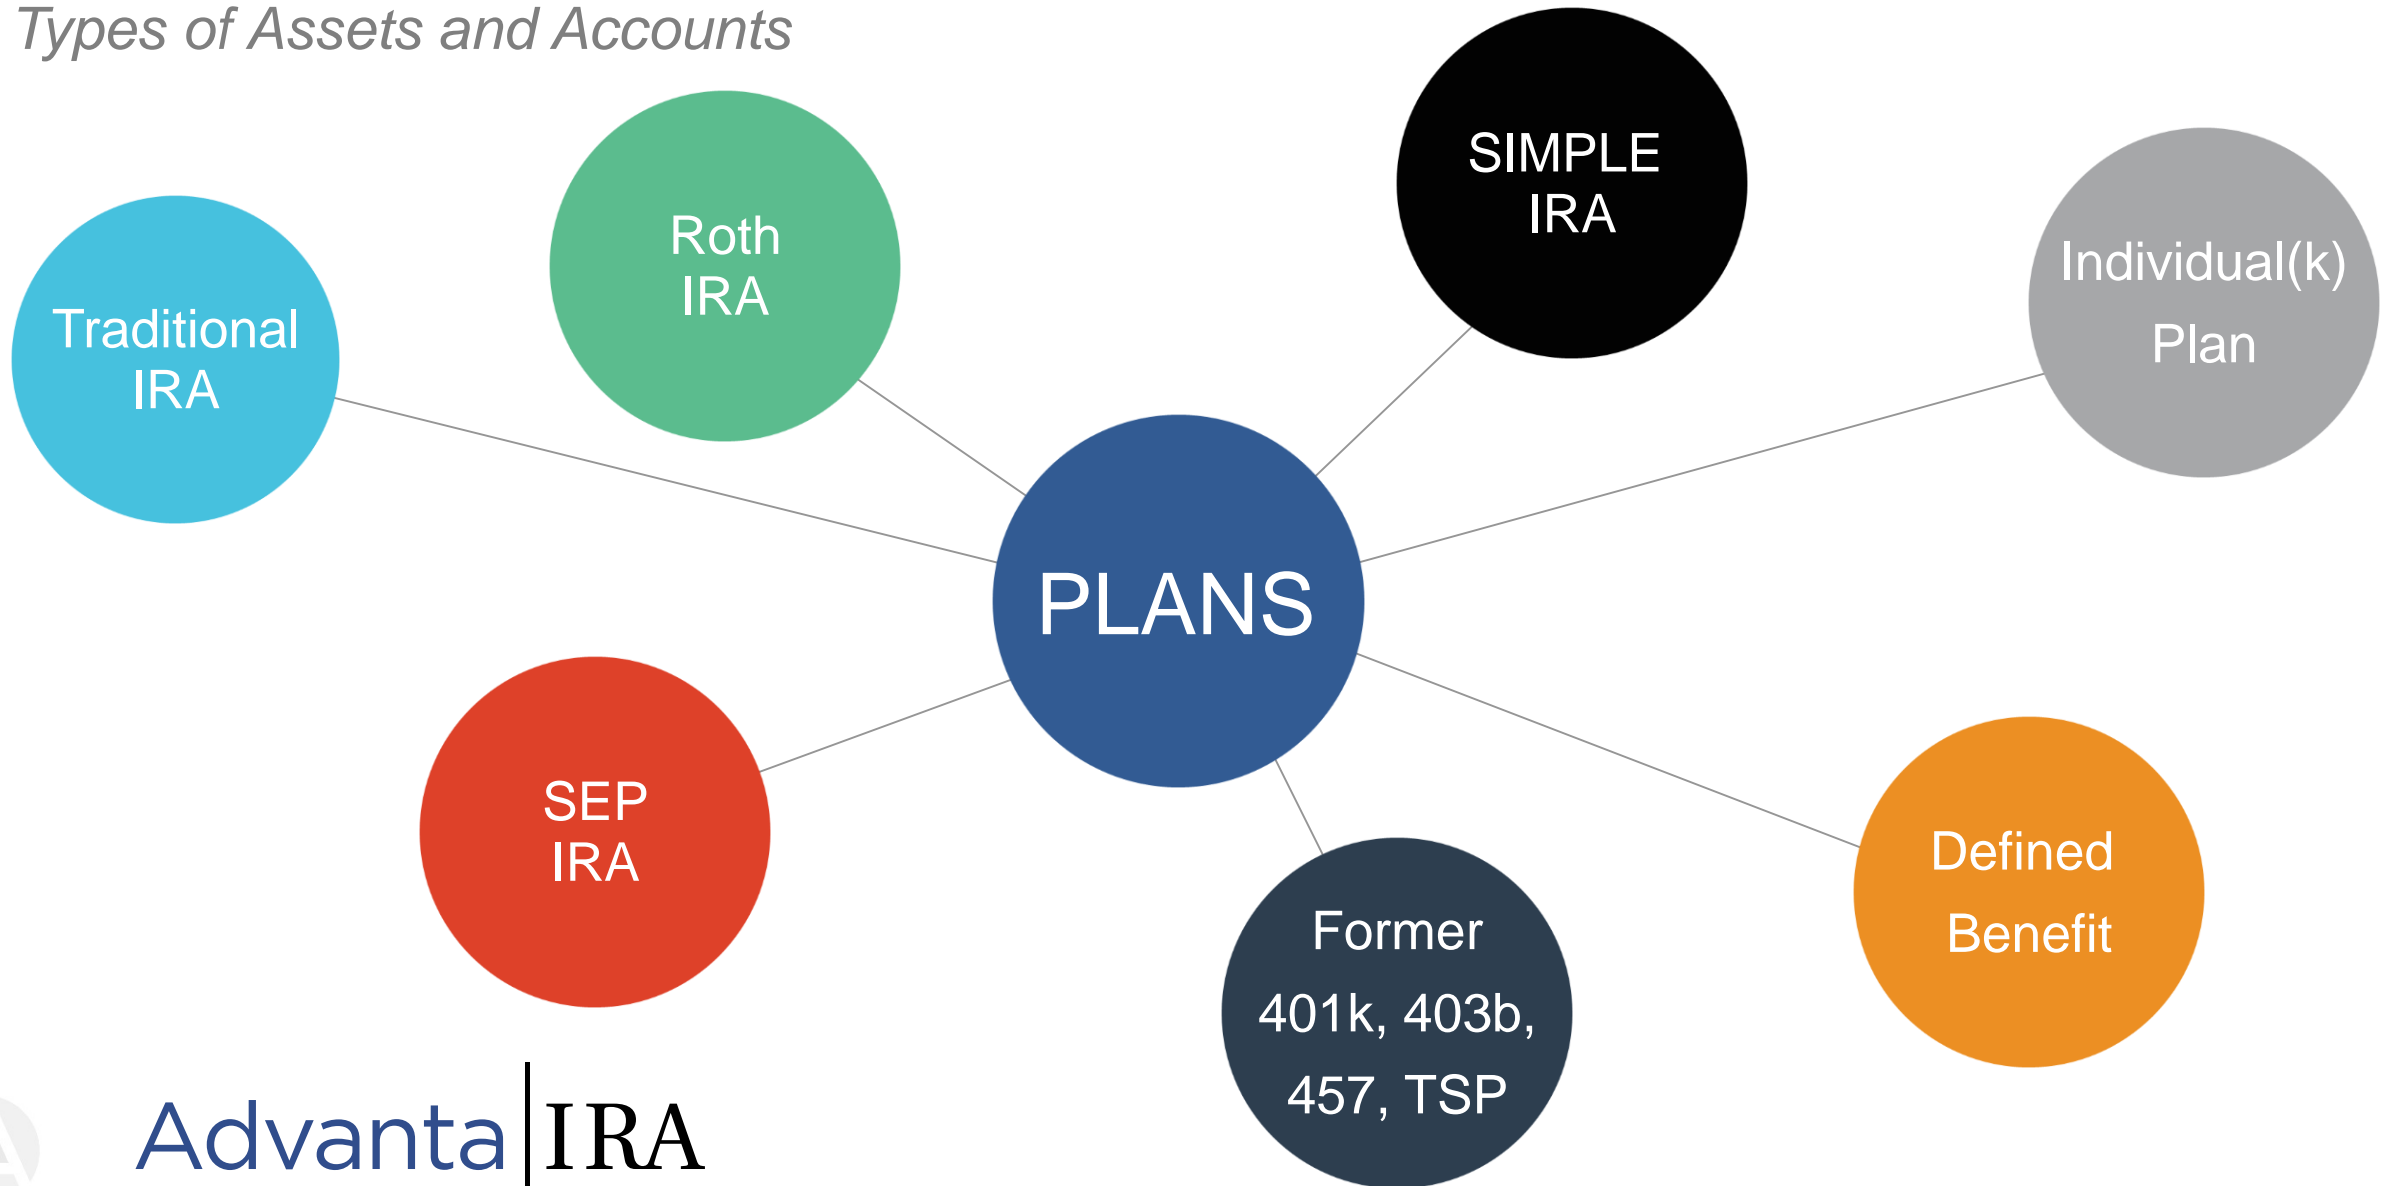 Types of Assets and Accounts
SIMPLE
IRA
Roth
IRA
Individual(k)
Plan
Traditional
IRA
PLANS
SEP
IRA
Defined
Benefit
Former
401k, 403b,
457, TSP
Advanta|IRA